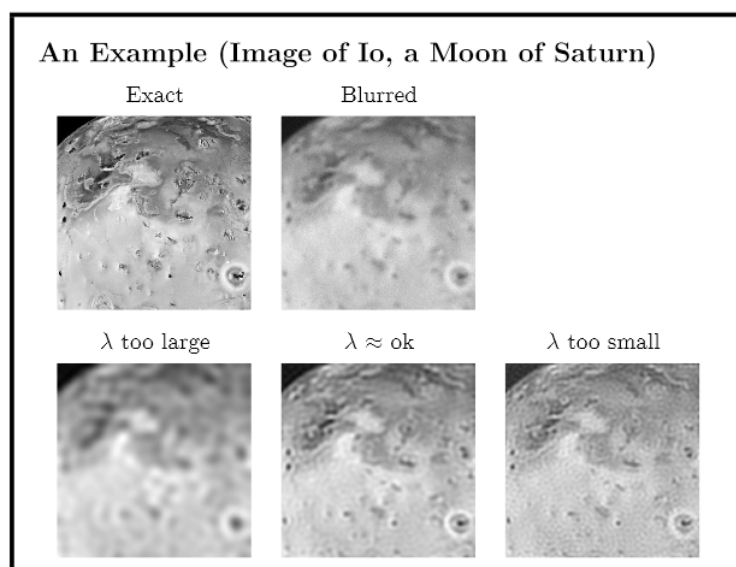 An Example (Image of Io, a Moon of Saturn)
Exact Blurred
λ too large λ ≈ ok λ too small